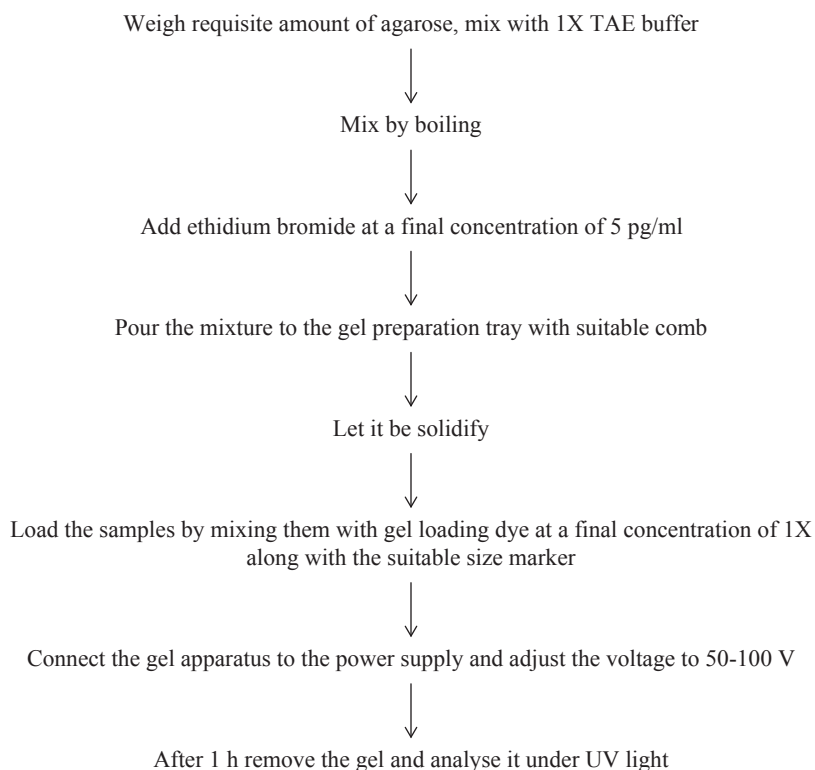 Weigh requisite amount of agarose, mix with 1X TAE buffer
Mix by boiling
Add ethidium bromide at a final concentration of 5 pg/ml
Pour the mixture to the gel preparation tray with suitable comb
Let it be solidify
Load the samples by mixing them with gel loading dye at a final concentration of 1X
along with the suitable size marker
Connect the gel apparatus to the power supply and adjust the voltage to 50-100 V
After 1 h remove the gel and analyse it under UV light